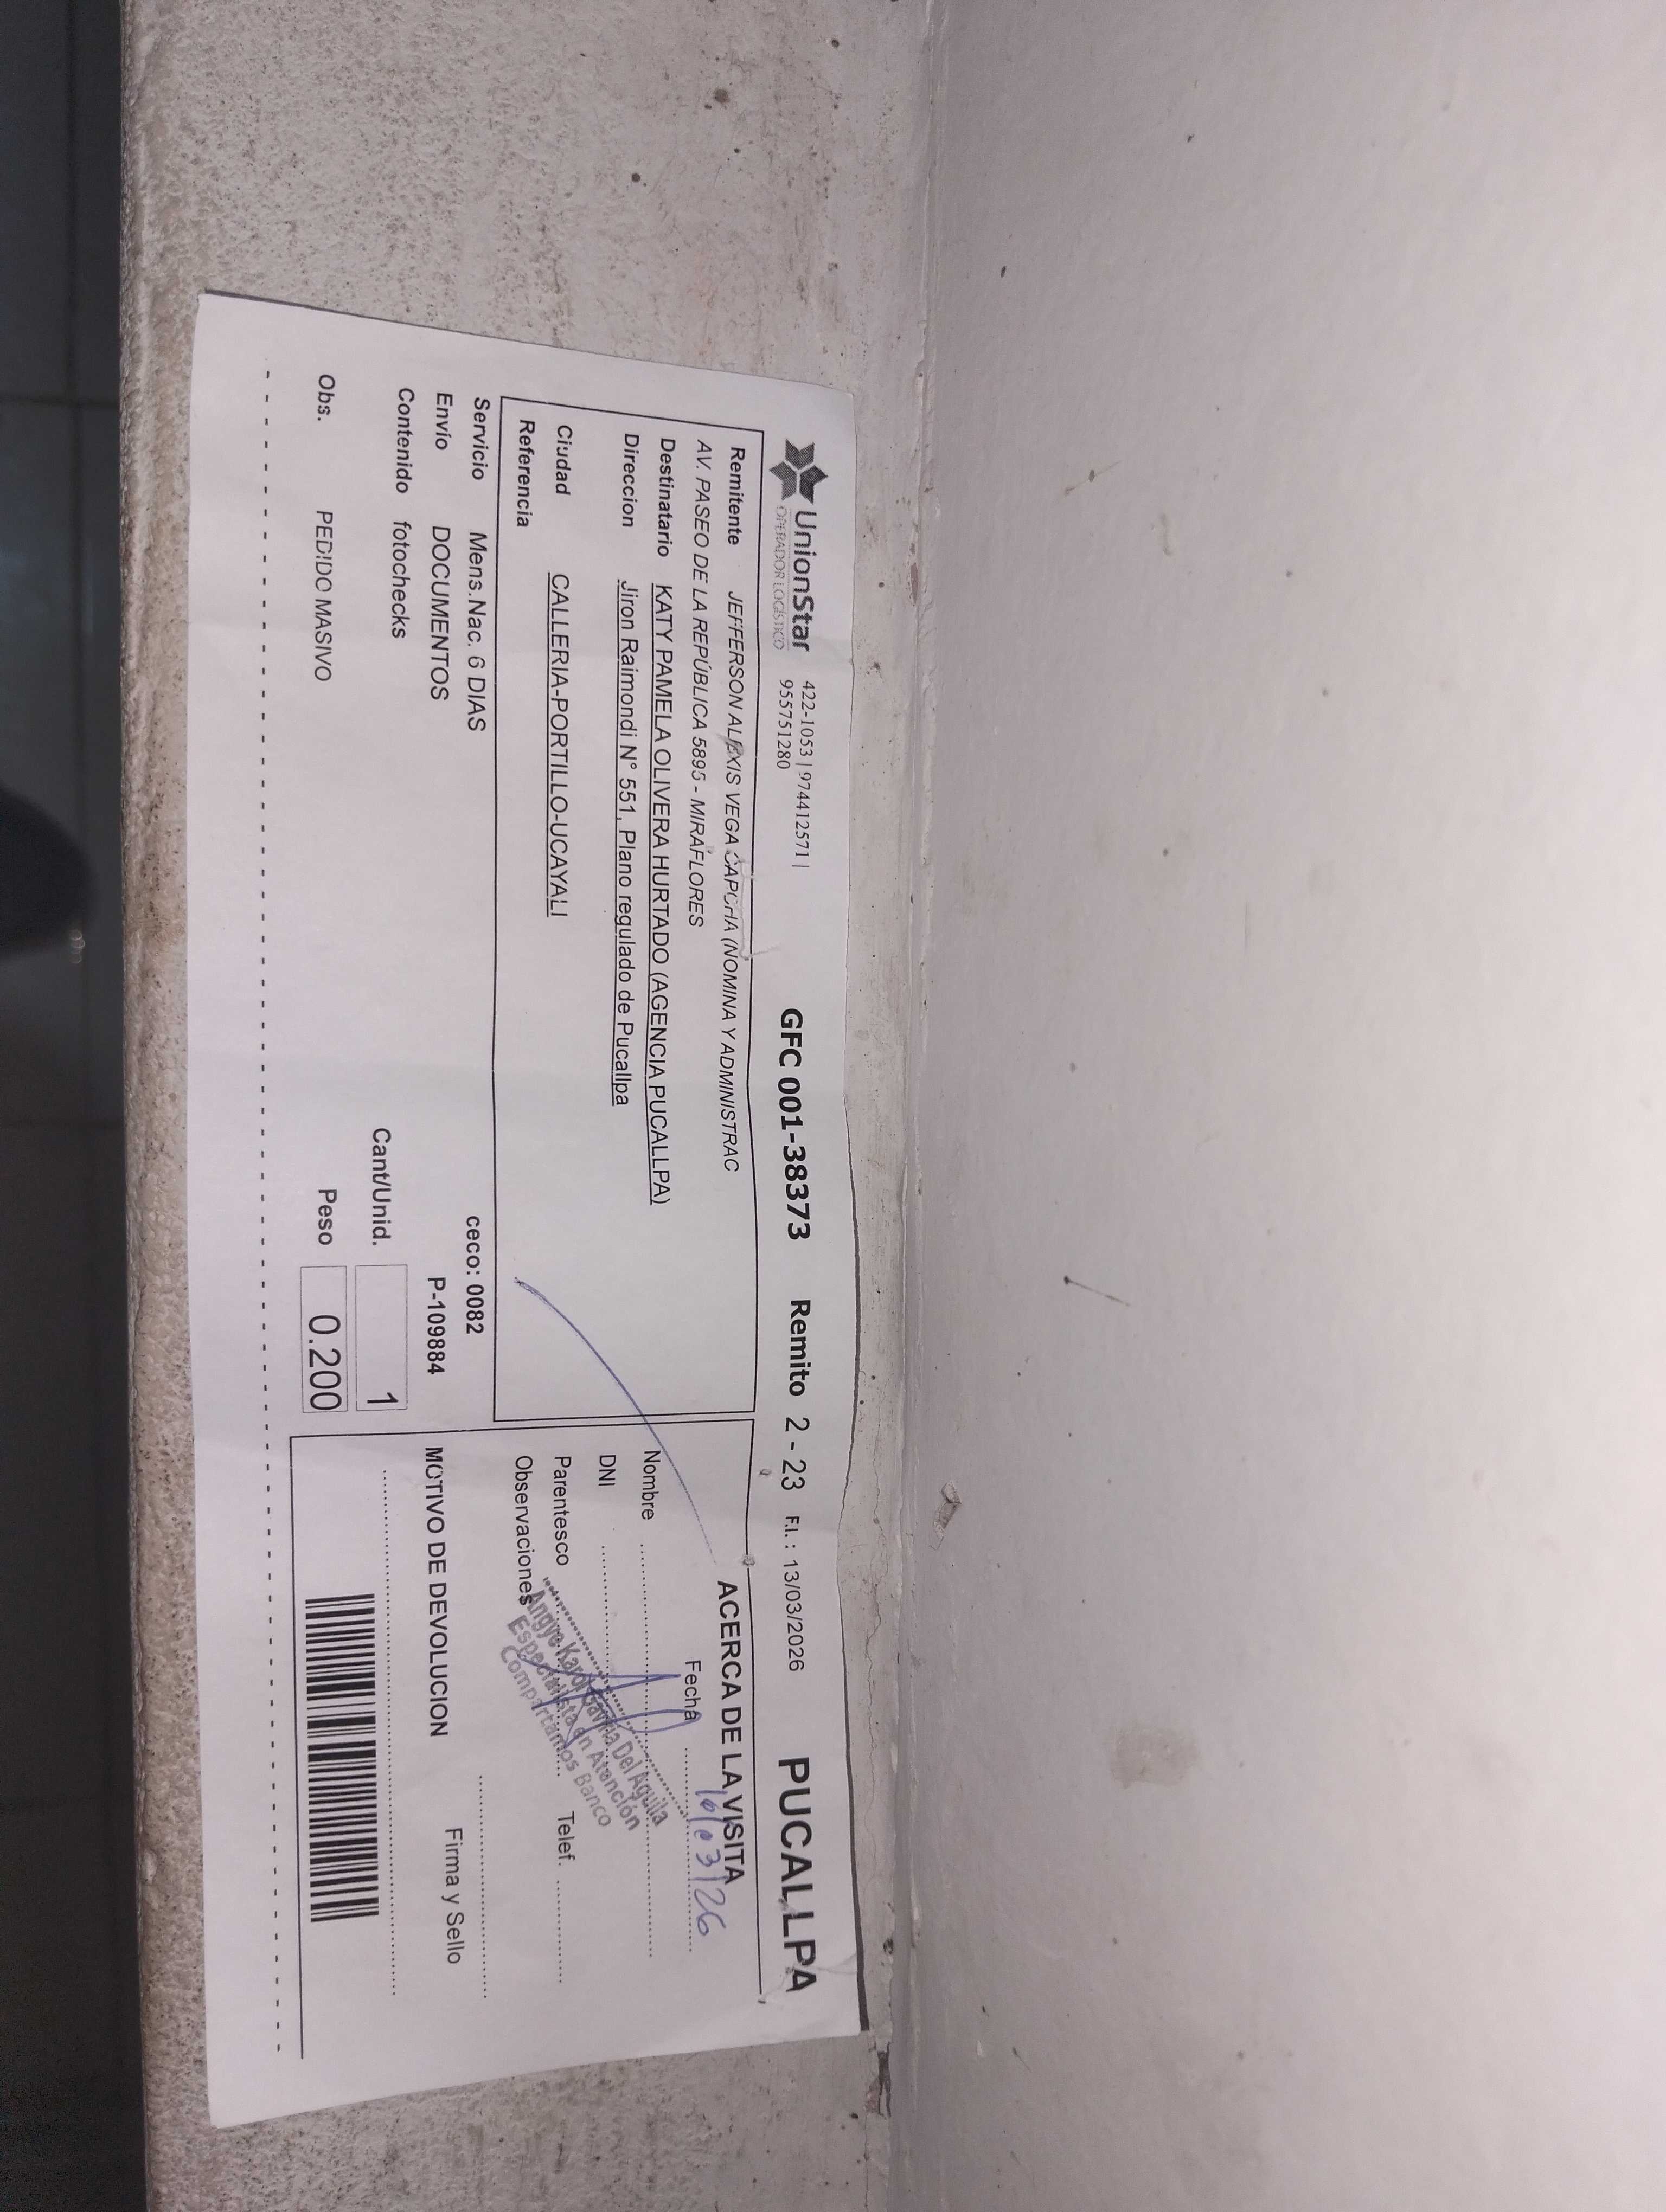 UnionStar
OPERADOR LOGÍSTICO
422-1053 | 974412571 |
955751280
GFC 001-38373
Remito 2 - 23
F.I. : 13/03/2026
PUCALLPA
Remitente JEFFERSON ALEXIS VEGA CAPCHA (NOMINA Y ADMINISTRAC
AV. PASEO DE LA REPÚBLICA 5895 - MIRAFLORES
Destinatario KATY PAMELA OLIVERA HURTADO (AGENCIA PUCALLPA)
Direccion Jiron Raimondi N° 551, Plano regulado de Pucallpa
Ciudad CALLERIA-PORTILLO-UCAYALI
Referencia
Servicio Mens.Nac. 6 DIAS
ceco: 0082
Envío DOCUMENTOS
P-109884
Contenido fotochecks
Cant/Unid. 1
Obs. PEDIDO MASIVO
Peso 0.200
ACERCA DE LA VISITA
Fecha 16/03/26
Nombre
DNI
Parentesco
Telef.
Observaciones
Angye Karol Del Aguila
Especialista en Atención
Compartamos Banco
Firma y Sello
MOTIVO DE DEVOLUCION